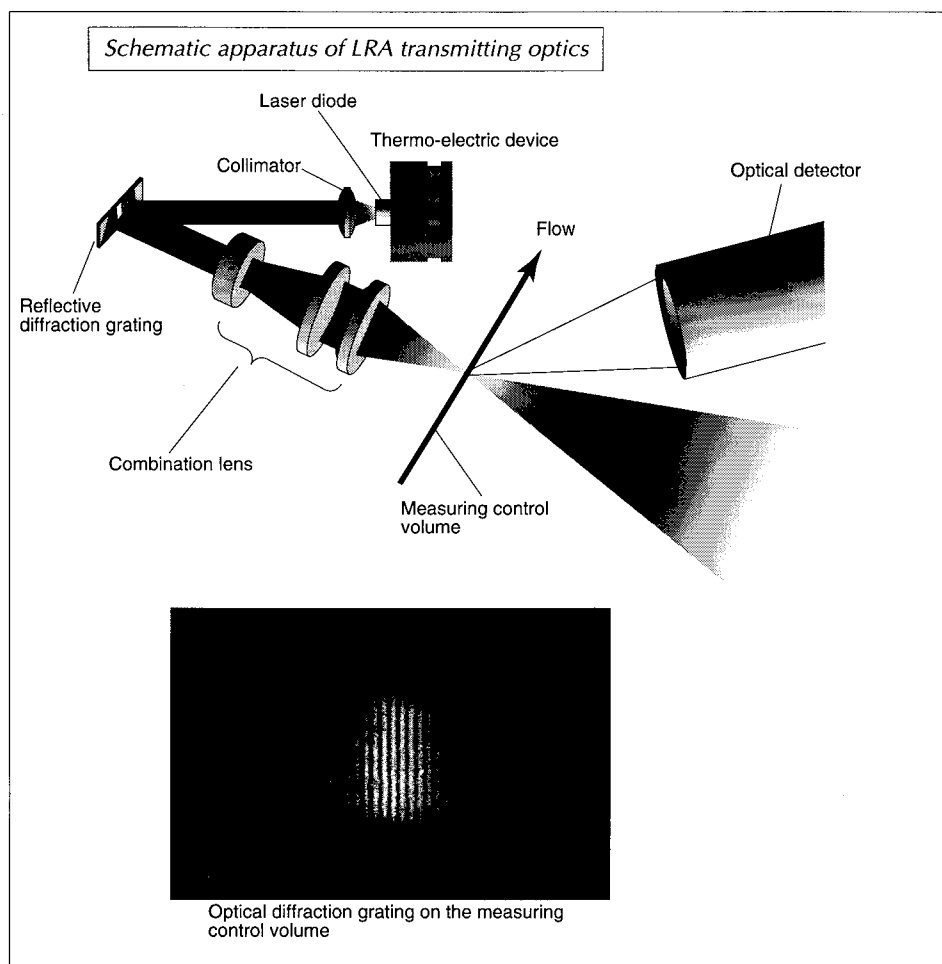 Schematic apparatus of LRA transmitting optics
Laser diode
Thermo-electric device
Collimator
Optical detector
Flow
Reflective
diffraction grating
Combination lens
Measuring control
volume
Optical diffraction grating on the measuring
control volume